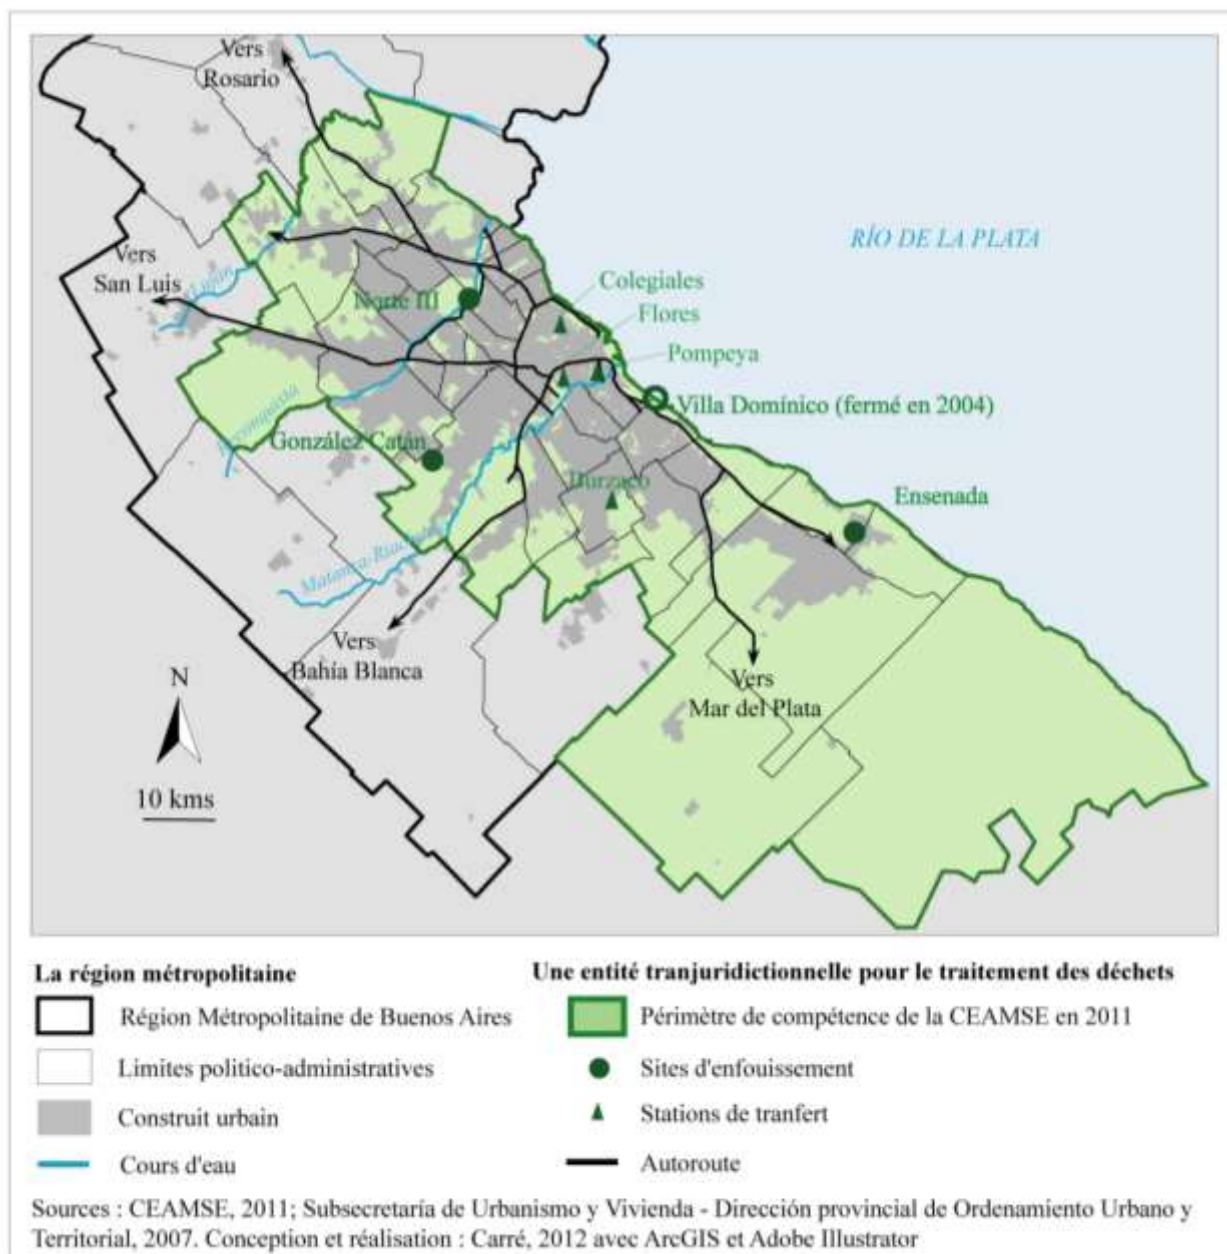 Vers
Rosario
RÍO DE LA PLATA
Vers
San Luis
Luján
Colegiales
Norte III
Flores
Pompeya
Villa Domínico (fermé en 2004)
Reconquista
González Catán
Burzaco
Ensenada
Matanza-Riachuelo
Vers
Bahía Blanca
N
Vers
Mar del Plata
10 kms
La région métropolitaine
Région Métropolitaine de Buenos Aires
Limites politico-administratives
Construit urbain
Cours d'eau
Une entité tranjuridictionnelle pour le traitement des déchets
Périmètre de compétence de la CEAMSE en 2011
Sites d'enfouissement
Stations de tranfert
Autoroute
Sources : CEAMSE, 2011; Subsecretaría de Urbanismo y Vivienda - Dirección provincial de Ordenamiento Urbano y
Territorial, 2007. Conception et réalisation : Carré, 2012 avec ArcGIS et Adobe Illustrator